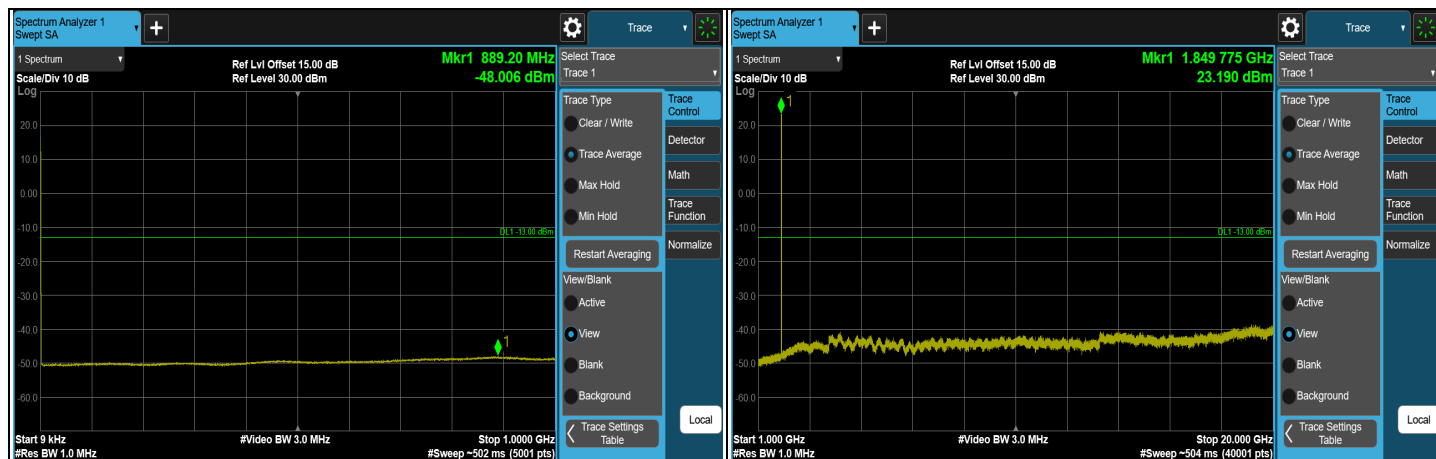 Spectrum Analyzer 1
Swept SA
+
Trace
1 Spectrum
Scale/Div 10 dB
Ref Lvl Offset 15.00 dB
Ref Level 30.00 dBm
Mkr1 889.20 MHz
-48.006 dBm
Log
20.0
10.0
0.00
-10.0
-20.0
-30.0
-40.0
-50.0
-60.0
DL1 -13.00 dBm
1
Start 9 kHz
#Res BW 1.0 MHz
#Video BW 3.0 MHz
Stop 1.0000 GHz
#Sweep ~502 ms (5001 pts)
Select Trace
Trace 1
Trace Type
Clear / Write
Trace Average
Max Hold
Min Hold
Restart Averaging
View/Blank
Active
View
Blank
Background
Trace Settings
Table
Trace
Control
Detector
Math
Trace
Function
Normalize
Local
Spectrum Analyzer 1
Swept SA
+
Trace
1 Spectrum
Scale/Div 10 dB
Ref Lvl Offset 15.00 dB
Ref Level 30.00 dBm
Mkr1 1.849 775 GHz
23.190 dBm
Log
20.0
10.0
0.00
-10.0
-20.0
-30.0
-40.0
-50.0
-60.0
DL1 -13.00 dBm
1
Start 1.000 GHz
#Res BW 1.0 MHz
#Video BW 3.0 MHz
Stop 20.000 GHz
#Sweep ~504 ms (40001 pts)
Select Trace
Trace 1
Trace Type
Clear / Write
Trace Average
Max Hold
Min Hold
Restart Averaging
View/Blank
Active
View
Blank
Background
Trace Settings
Table
Trace
Control
Detector
Math
Trace
Function
Normalize
Local